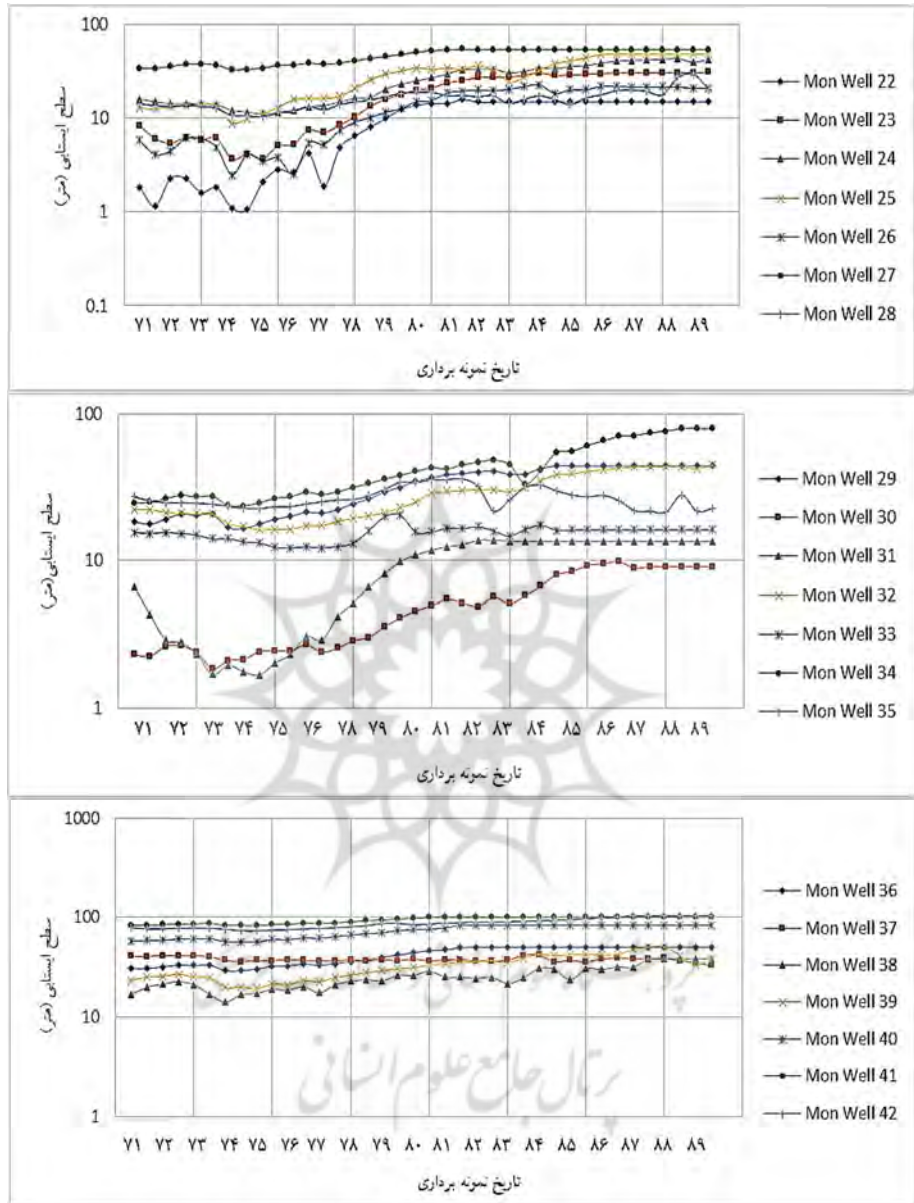 100
10
1
0.1
سطح ایستابی (متر)
۷۱ ۷۲ ۷۳ ۷۴ ۷۵ ۷۶ ۷۷ ۷۸ ۷۹ ۸۰ ۸۱ ۸۲ ۸۳ ۸۴ ۸۵ ۸۶ ۸۷ ۸۸ ۸۹
تاریخ نمونه برداری
Mon Well 22
Mon Well 23
Mon Well 24
Mon Well 25
Mon Well 26
Mon Well 27
Mon Well 28
100
10
1
سطح ایستابی(متر)
۷۱ ۷۲ ۷۳ ۷۴ ۷۵ ۷۶ ۷۷ ۷۸ ۷۹ ۸۰ ۸۱ ۸۲ ۸۳ ۸۴ ۸۵ ۸۶ ۸۷ ۸۸ ۸۹
تاریخ نمونه برداری
Mon Well 29
Mon Well 30
Mon Well 31
Mon Well 32
Mon Well 33
Mon Well 34
Mon Well 35
1000
100
10
1
سطح ایستابی (متر)
۷۱ ۷۲ ۷۳ ۷۴ ۷۵ ۷۶ ۷۷ ۷۸ ۷۹ ۸۰ ۸۱ ۸۲ ۸۳ ۸۴ ۸۵ ۸۶ ۸۷ ۸۸ ۸۹
تاریخ نمونه برداری
Mon Well 36
Mon Well 37
Mon Well 38
Mon Well 39
Mon Well 40
Mon Well 41
Mon Well 42
پرتال جامع علوم انسانی